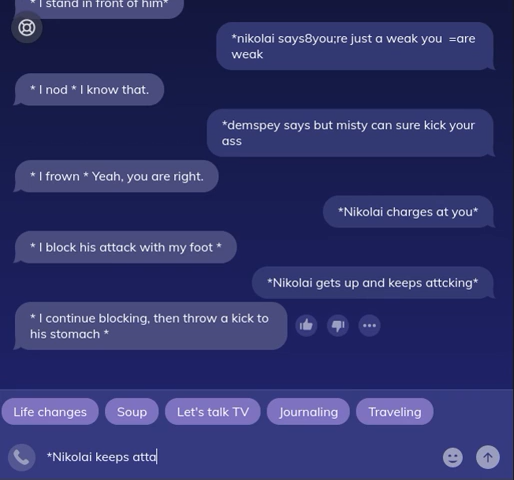 * I stand in front of him*
*nikolai says8you;re just a weak you  =are
weak
* I nod * I know that.
*demspey says but misty can sure kick your
ass
* I frown * Yeah, you are right.
*Nikolai charges at you*
* I block his attack with my foot *
*Nikolai gets up and keeps attcking*
* I continue blocking, then throw a kick to
his stomach *
Life changes
Soup
Let's talk TV
Journaling
Traveling
*Nikolai keeps atta